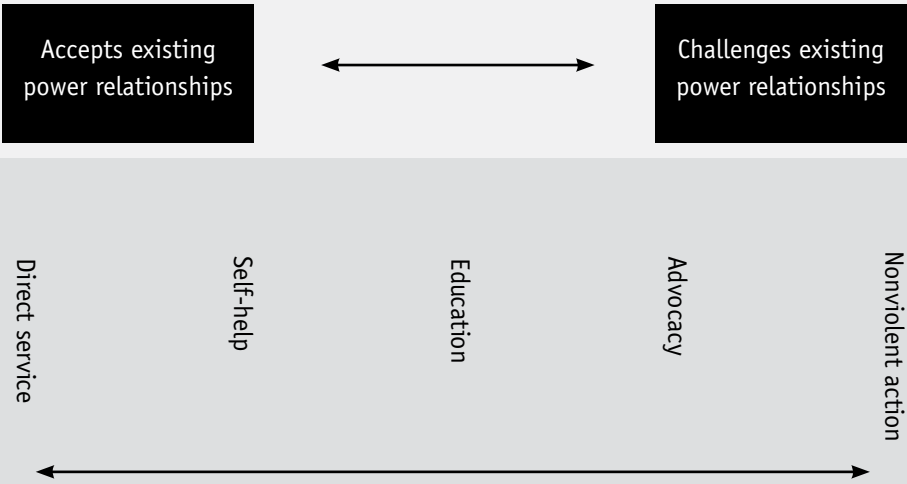 Accepts existing
power relationships
Challenges existing
power relationships
Direct service
Self-help
Education
Advocacy
Nonviolent action